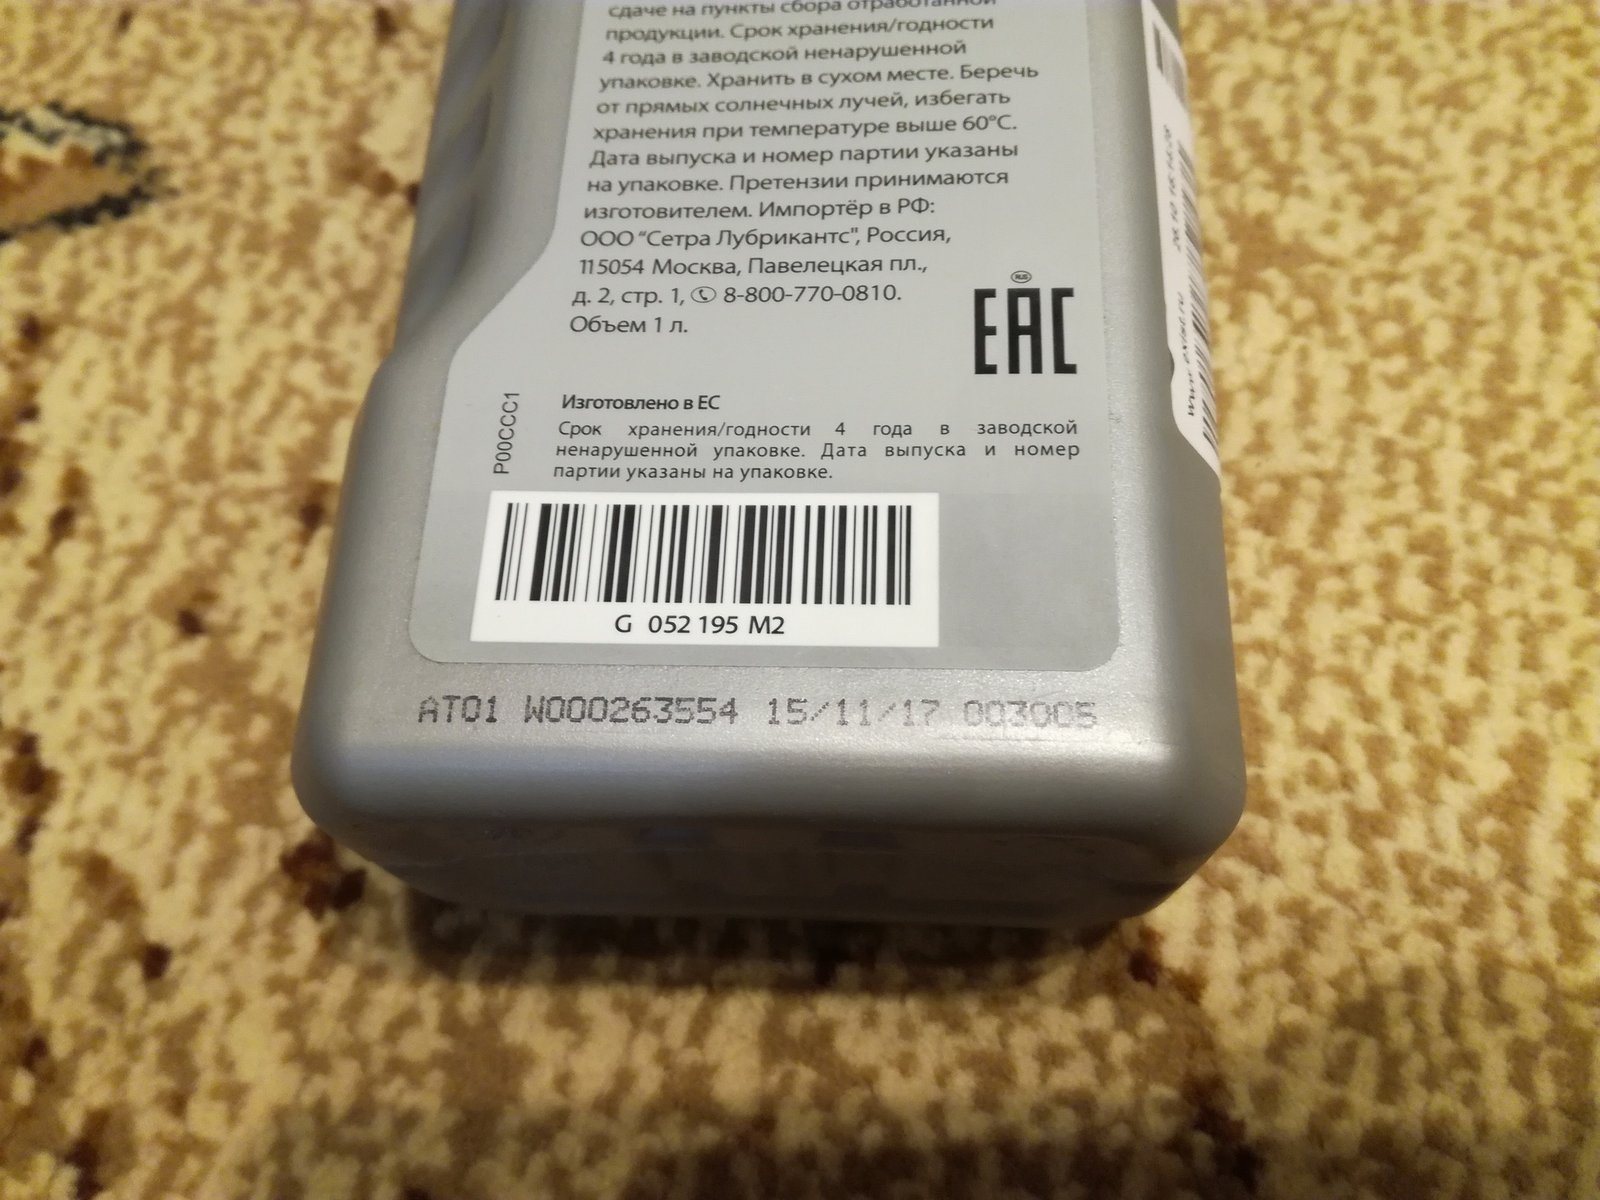 сдаче на пункты сбора отработанной
продукции. Срок хранения/годности
4 года в заводской ненарушенной
упаковке. Хранить в сухом месте. Беречь
от прямых солнечных лучей, избегать
хранения при температуре выше 60°С.
Дата выпуска и номер партии указаны
на упаковке. Претензии принимаются
изготовителем. Импортёр в РФ:
ООО "Сетра Лубрикантс", Россия,
115054 Москва, Павелецкая пл.,
д. 2, стр. 1, 8-800-770-0810.
Объем 1 л.
EAC
P00CCC1
Изготовлено в ЕС
Срок хранения/годности 4 года в заводской
ненарушенной упаковке. Дата выпуска и номер
партии указаны на упаковке.
G 052 195 M2
AT01 W000263554 15/11/17 003005
www.exist.ru